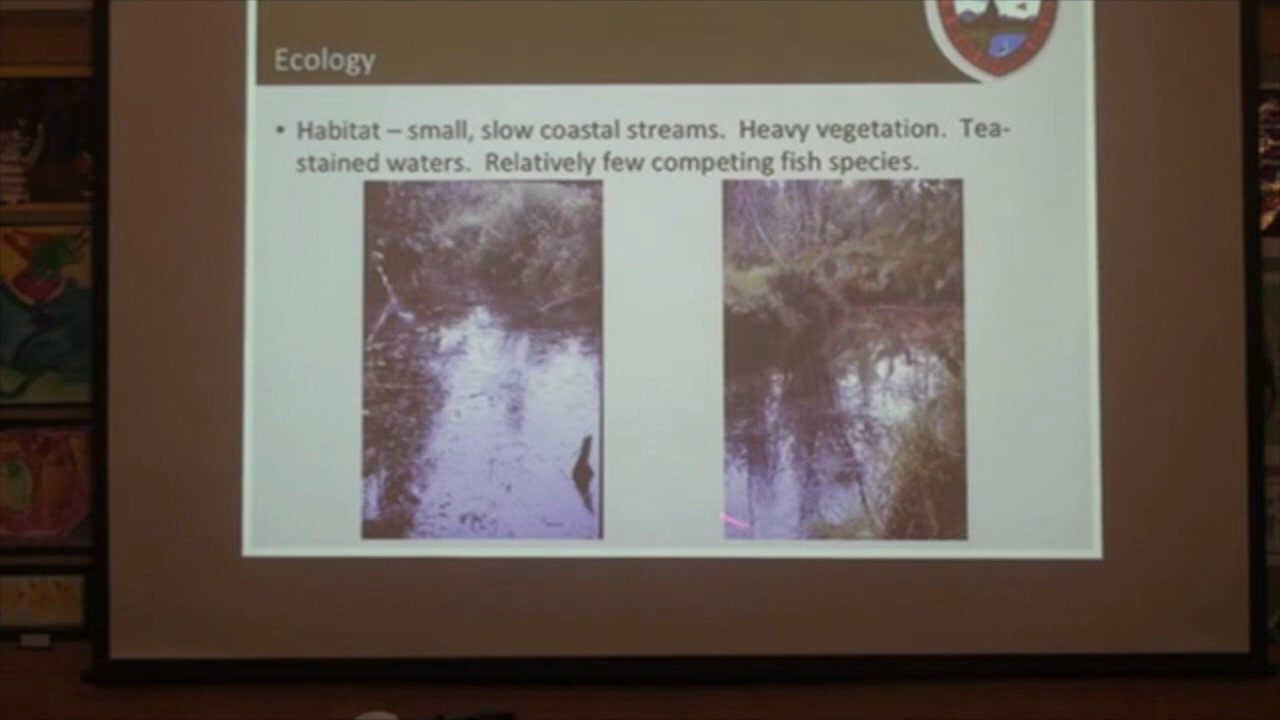 Ecology
• Habitat – small, slow coastal streams. Heavy vegetation. Tea-
stained waters. Relatively few competing fish species.